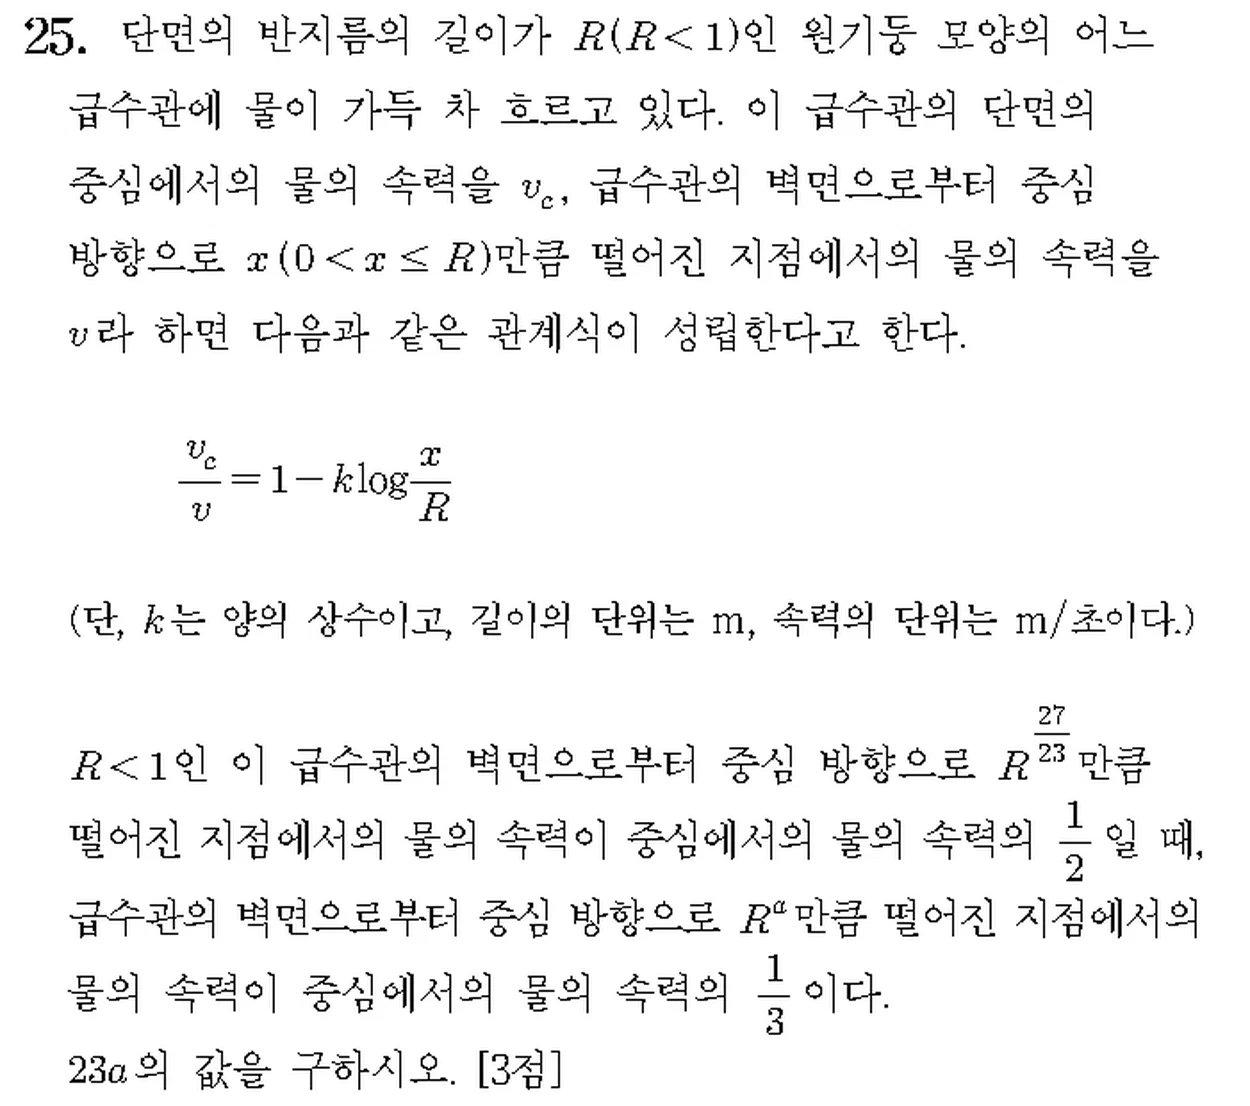 25. 단면의 반지름의 길이가 R(R<1)인 원기둥 모양의 어느
급수관에 물이 가득 차 흐르고 있다. 이 급수관의 단면의
중심에서의 물의 속력을 v_c, 급수관의 벽면으로부터 중심
방향으로 x(0<x≤R)만큼 떨어진 지점에서의 물의 속력을
v라 하면 다음과 같은 관계식이 성립한다고 한다.
\frac{v_c}{v}=1-k\log\frac{x}{R}
(단, k는 양의 상수이고, 길이의 단위는 m, 속력의 단위는 m/초이다.)
R<1인 이 급수관의 벽면으로부터 중심 방향으로 R^{\frac{27}{23}}만큼
떨어진 지점에서의 물의 속력이 중심에서의 물의 속력의 \frac{1}{2}일 때,
급수관의 벽면으로부터 중심 방향으로 R^a만큼 떨어진 지점에서의
물의 속력이 중심에서의 물의 속력의 \frac{1}{3}이다.
23a의 값을 구하시오. [3점]